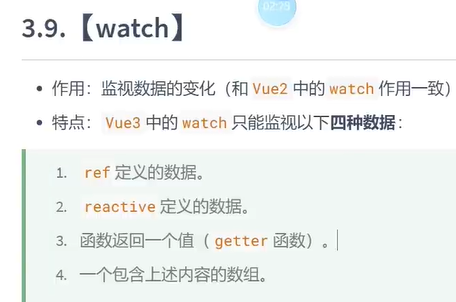 02:79
3.9.【watch】
• 作用：监视数据的变化（和 Vue2 中的 watch 作用一致）
• 特点：Vue3 中的 watch 只能监视以下四种数据：
1. ref 定义的数据。
2. reactive 定义的数据。
3. 函数返回一个值（ getter 函数）。
4. 一个包含上述内容的数组。